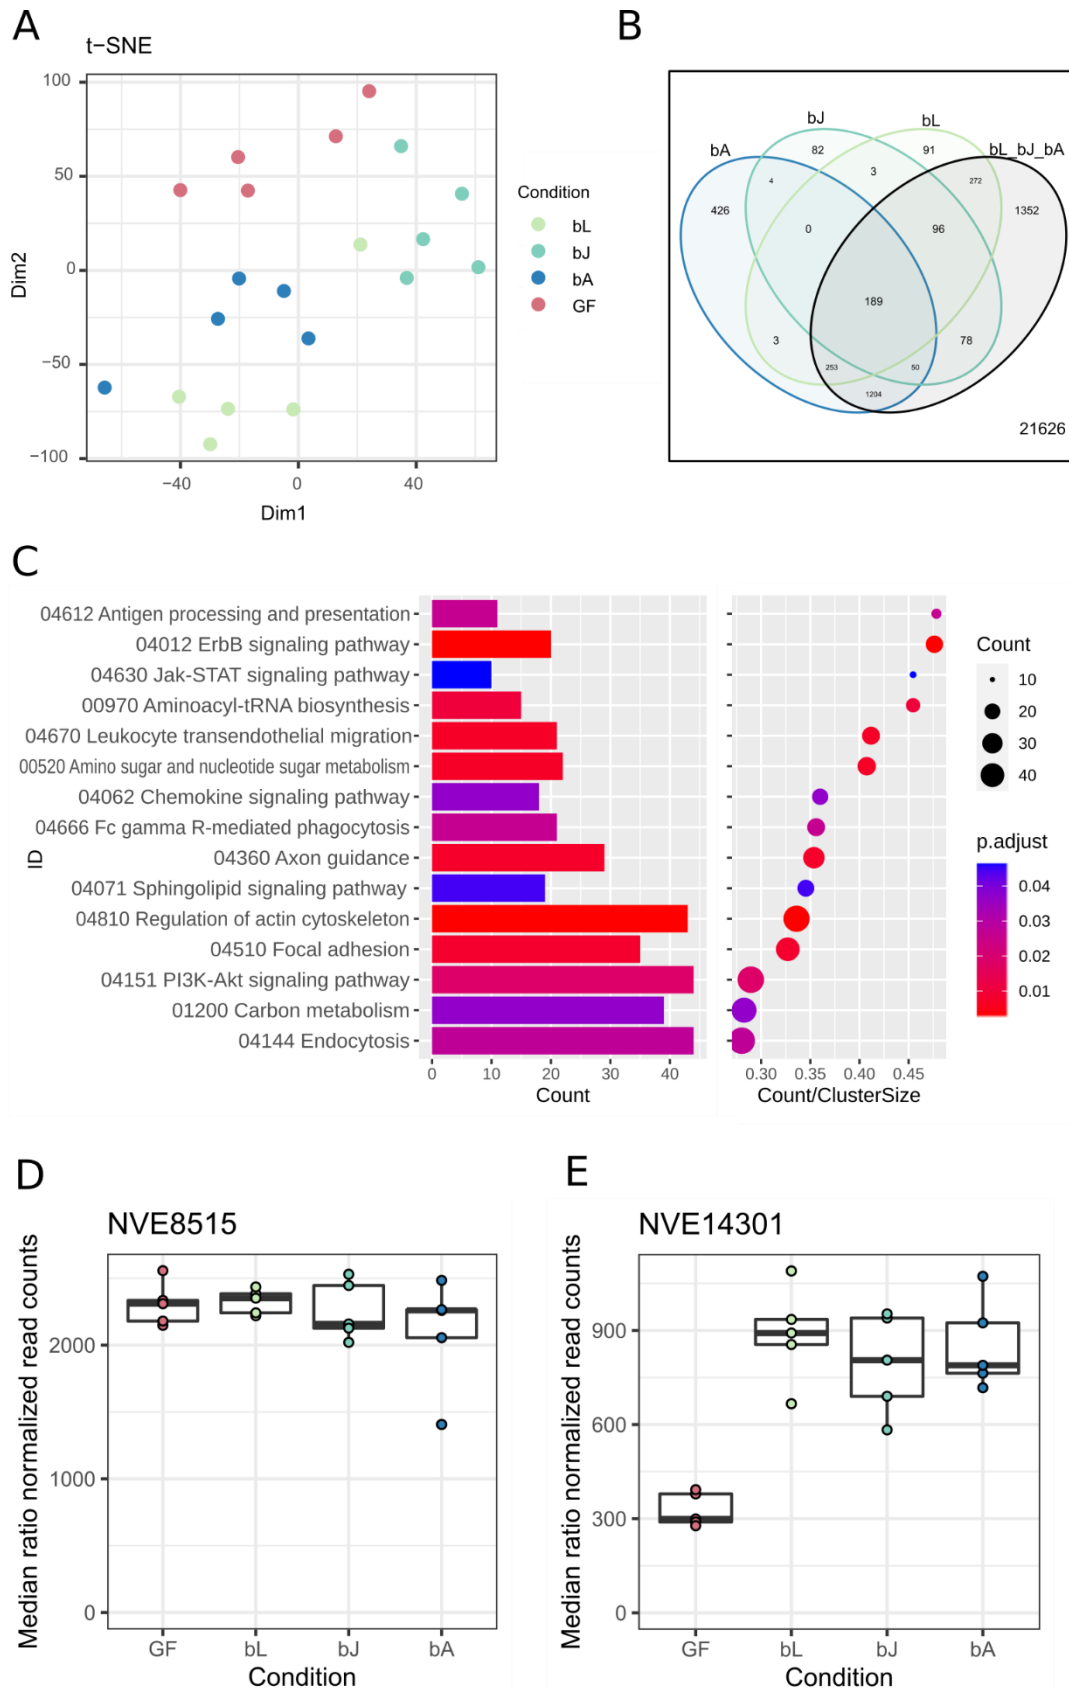 A
t−SNE
100
50
0
−50
−100
−40
0
40
Dim2
Dim1
Condition
bL
bJ
bA
GF
B
bA
bJ
bL
bL_bJ_bA
426
82
91
1352
4
3
272
0
96
189
3
78
253
50
1204
21626
C
ID
04612 Antigen processing and presentation
04012 ErbB signaling pathway
04630 Jak-STAT signaling pathway
00970 Aminoacyl-tRNA biosynthesis
04670 Leukocyte transendothelial migration
00520 Amino sugar and nucleotide sugar metabolism
04062 Chemokine signaling pathway
04666 Fc gamma R-mediated phagocytosis
04360 Axon guidance
04071 Sphingolipid signaling pathway
04810 Regulation of actin cytoskeleton
04510 Focal adhesion
04151 PI3K-Akt signaling pathway
01200 Carbon metabolism
04144 Endocytosis
0 10 20 30 40
Count
0.30 0.35 0.40 0.45
Count/ClusterSize
Count
10
20
30
40
p.adjust
0.04
0.03
0.02
0.01
D
NVE8515
Median ratio normalized read counts
2000
1000
0
GF bL bJ bA
Condition
E
NVE14301
Median ratio normalized read counts
900
600
300
0
GF bL bJ bA
Condition